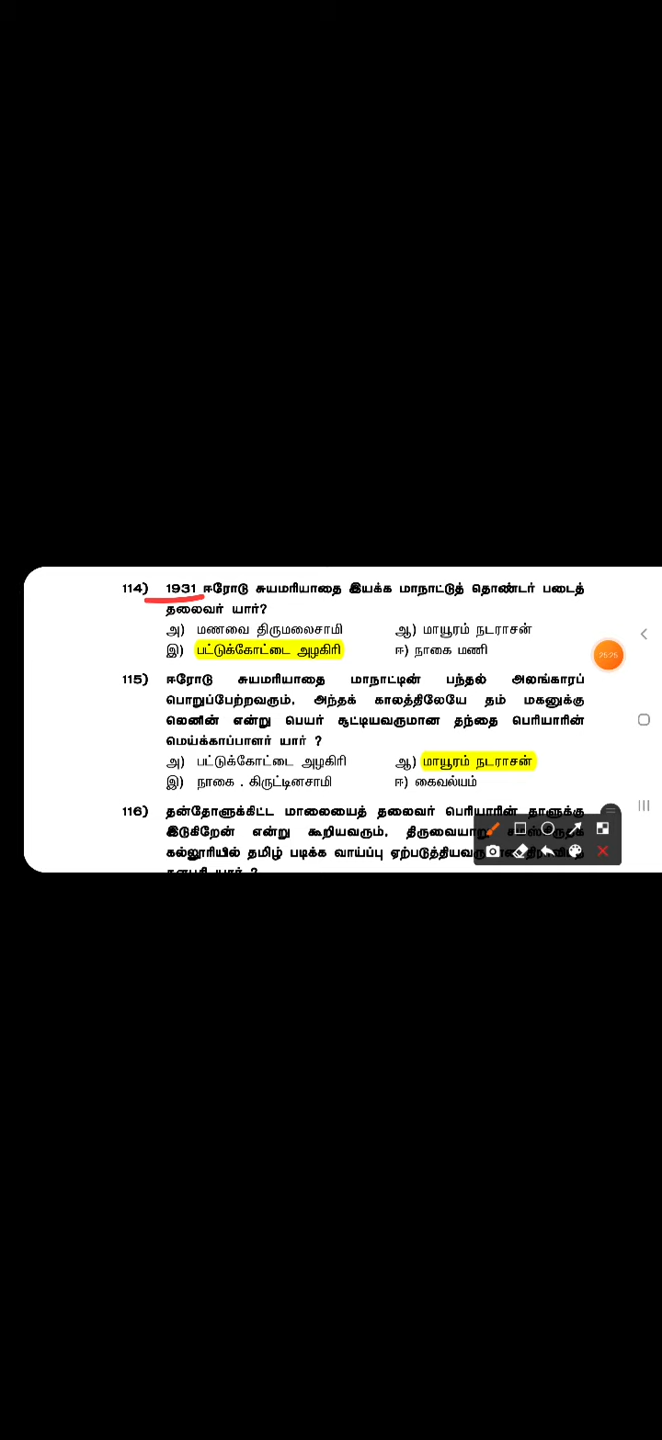 114) 1931 ஈரோடு சுயமரியாதை இயக்க மாநாட்டுத் தொண்டர் படைத்
தலைவர் யார்?
அ) மணவை திருமலைசாமி ஆ) மாயூரம் நடராசன்
இ) பட்டுக்கோட்டை அழகிரி ஈ) நாகை மணி
25:25
115) ஈரோடு சுயமரியாதை மாநாட்டின் பந்தல் அலங்காரப்
பொறுப்பேற்றவரும், அந்தக் காலத்திலேயே தம் மகனுக்கு
லெனின் என்று பெயர் சூட்டியவருமான தந்தை பெரியாரின்
மெய்க்காப்பாளர் யார் ?
அ) பட்டுக்கோட்டை அழகிரி ஆ) மாயூரம் நடராசன்
இ) நாகை . கிருட்டினசாமி ஈ) கைவல்யம்
116) தன்தோளுக்கிட்ட மாலையைத் தலைவர் பெரியாரின் தாளுக்கு
இடுகிறேன் என்று கூறியவரும், திருவையாறு
கல்லூரியில் தமிழ் படிக்க வாய்ப்பு ஏற்படுத்தியவரு
யார் ?